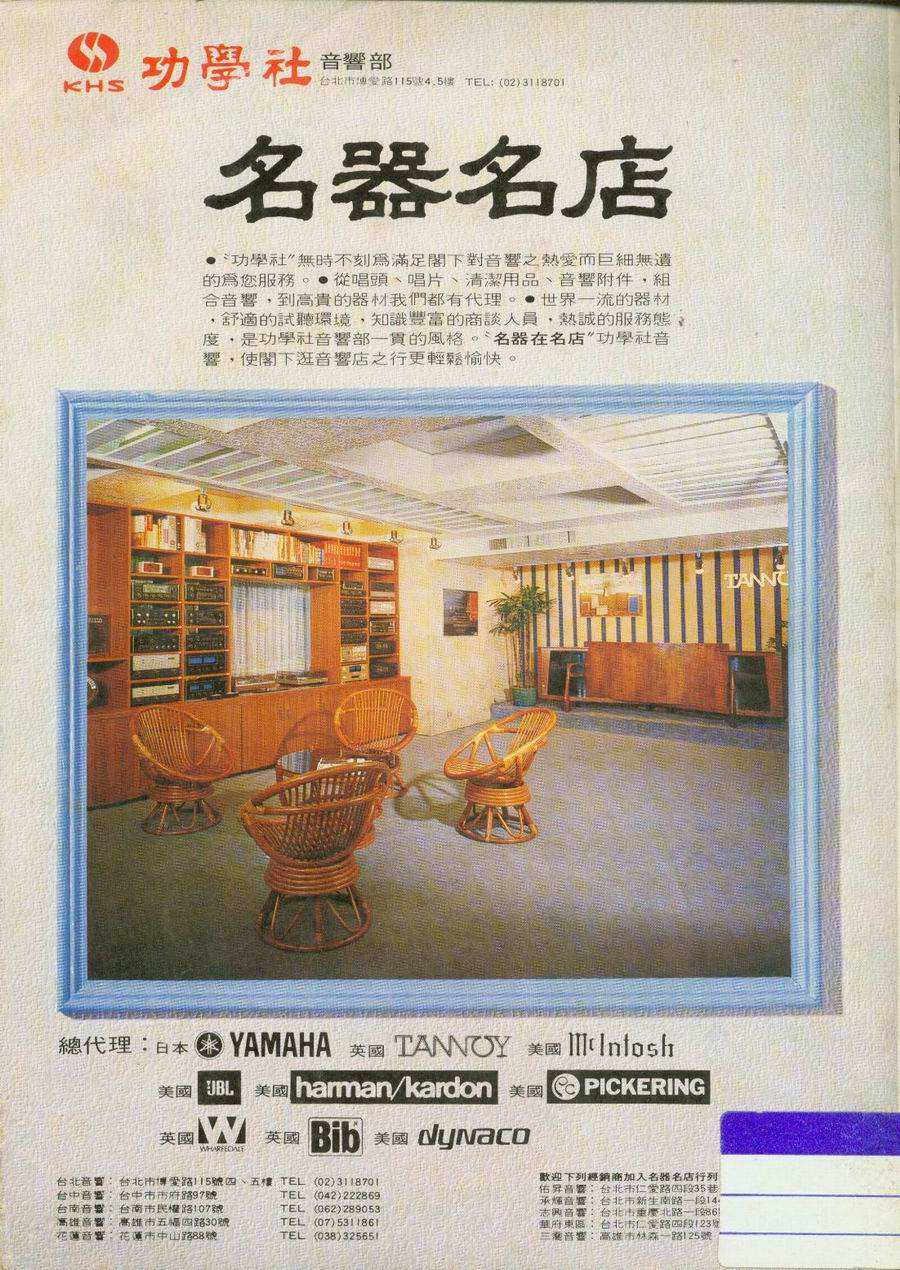 KHS 功學社 音響部
台北市博愛路115號4.5樓 TEL: (02)3118701
名器名店
●〝功學社〞無時不刻爲滿足閣下對音響之熱愛而巨細無遺
的爲您服務。●從唱頭、唱片、清潔用品、音響附件,組
合音響,到高貴的器材我們都有代理。●世界一流的器材
,舒適的試聽環境,知識豐富的商談人員,熱誠的服務態
度,是功學社音響部一貫的風格。〝名器在名店〞功學社音
響,使閣下逛音響店之行更輕鬆愉快。
TANNO
總代理:日本 YAMAHA 英國 TANNOY 美國 McIntosh
美國 JBL 美國 harman/kardon 美國 PICKERING
英國 W WHARFEDALE 英國 Bib 美國 dynaco
台北音響:台北市博愛路115號四、五樓 TEL (02)3118701
台中音響:台中市市府路97號 TEL (042)222869
台南音響:台南市民權路107號 TEL (062)289053
高雄音響:高雄市五福四路30號 TEL (07)5311861
花蓮音響:花蓮市中山路88號 TEL (038)325651
歡迎下列經銷商加入名器名店行列
佑昇音響:台北市仁愛路四段35巷
承輝音響:台北市新生南路一段14
志興音響:台北市重慶北路一段86
華府東區:台北市仁愛路四段123號
音響:高雄市林森一路125號